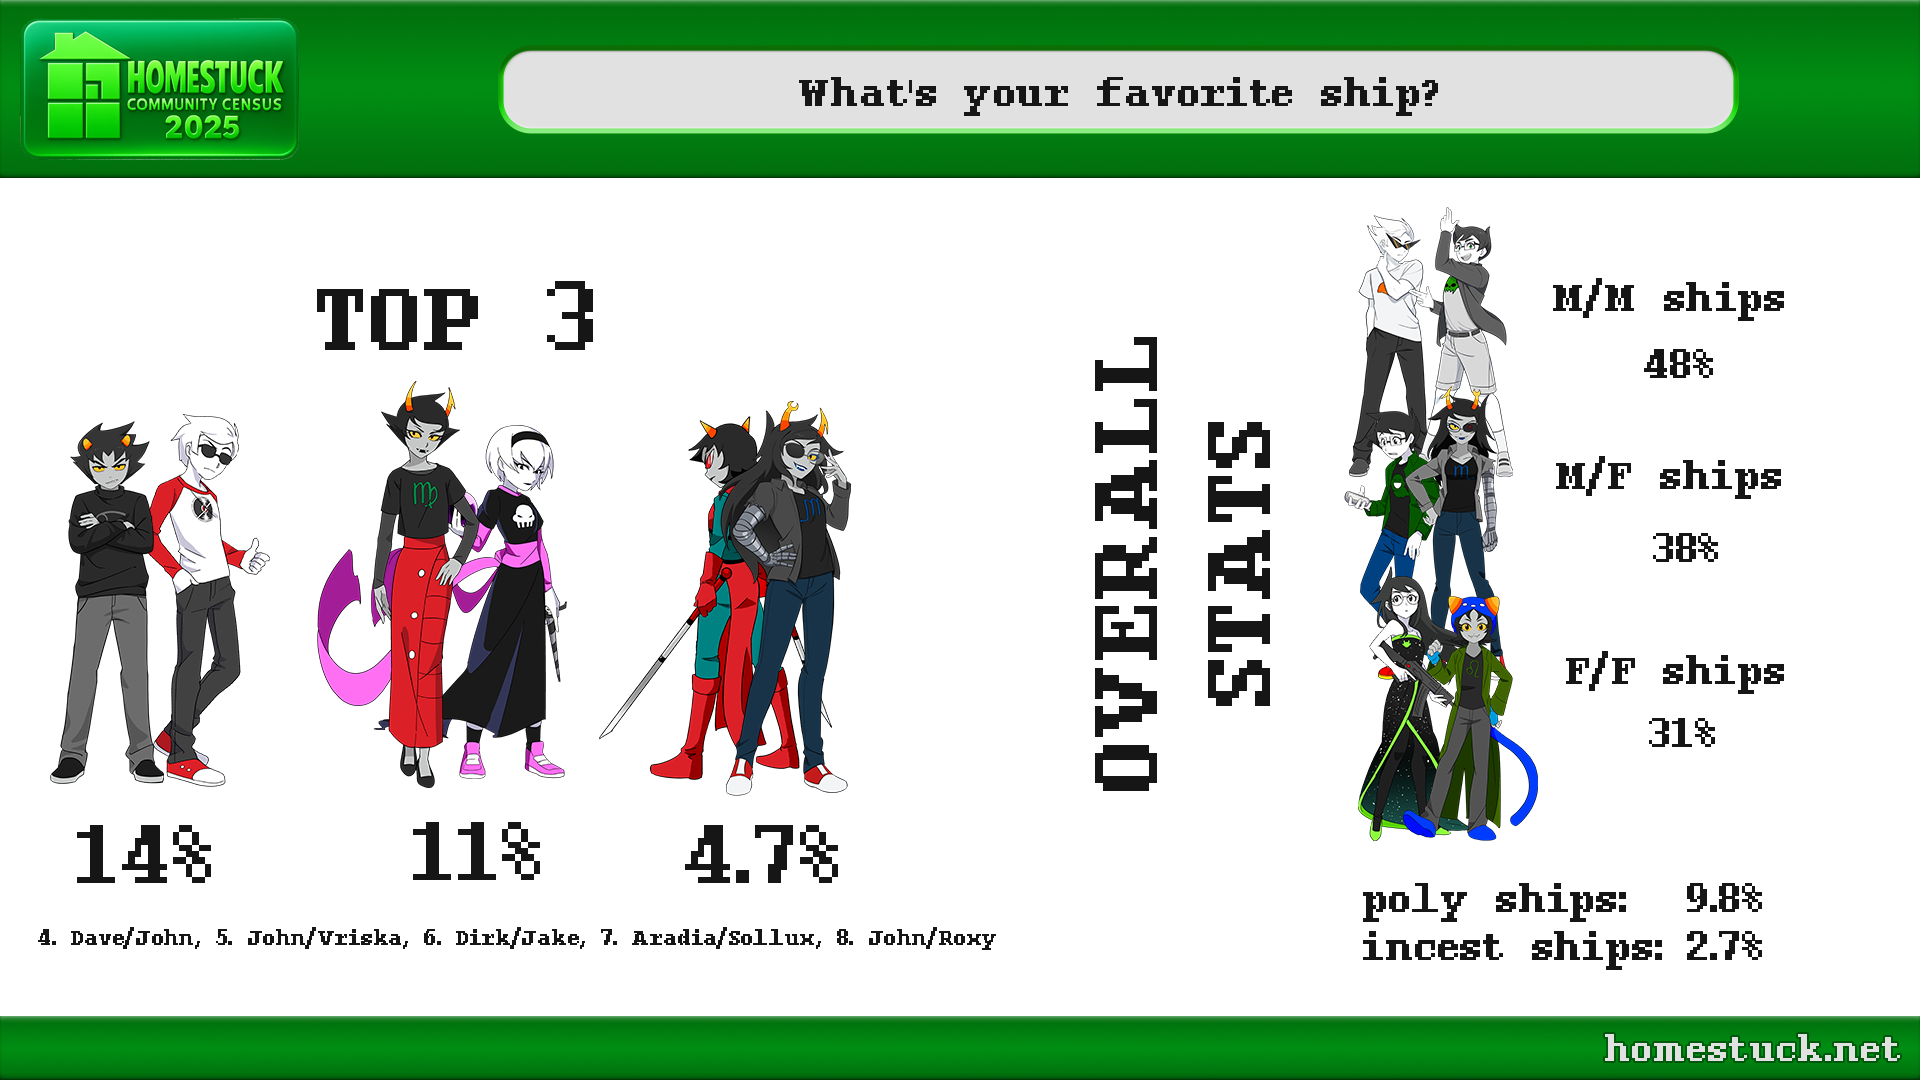 HOMESTUCK
COMMUNITY CENSUS
2025
What's your favorite ship?
TOP 3
14%
11%
4.7%
4. Dave/John, 5. John/Vriska, 6. Dirk/Jake, 7. Aradia/Sollux, 8. John/Roxy
OVERALL
STATS
M/M ships
48%
M/F ships
38%
F/F ships
31%
poly ships: 9.8%
incest ships: 2.7%
homestuck.net